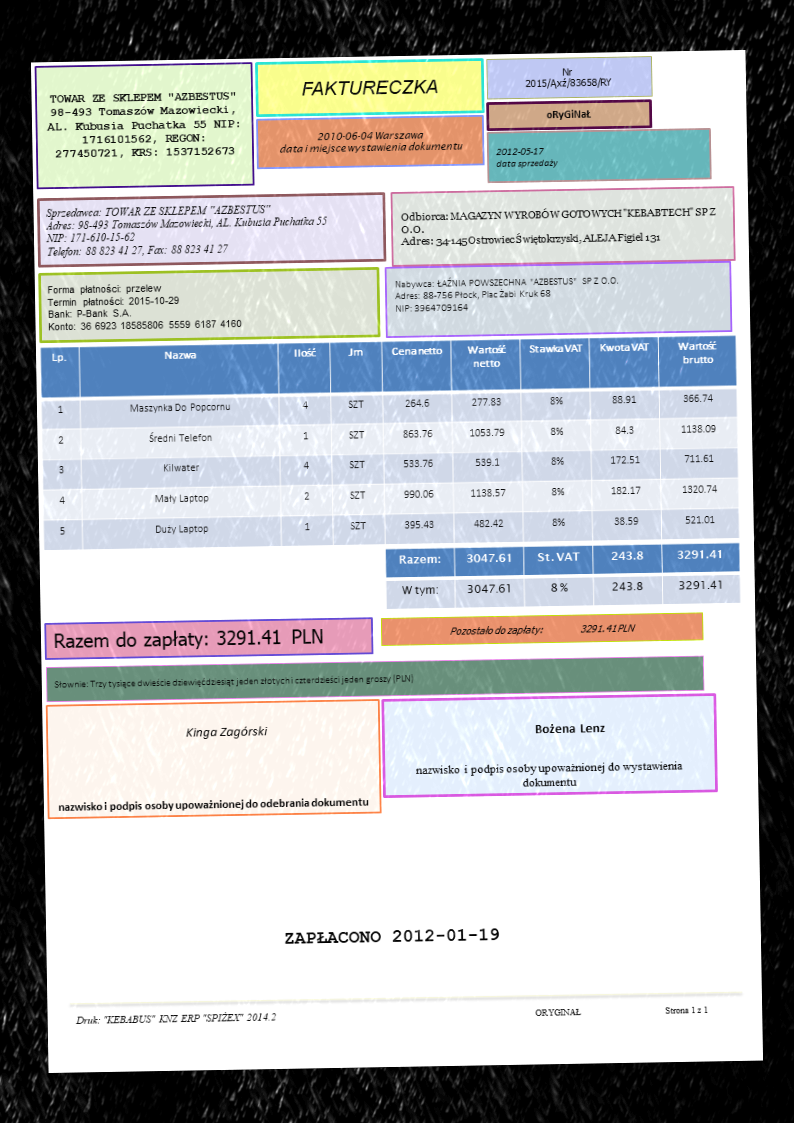 TOWAR ZE SKLEPEM "AZBESTUS"
98-493 Tomaszów Mazowiecki,
AL. Kubusia Puchatka 55 NIP:
1716101562, REGON:
277450721, KRS: 1537152673
FAKTURECZKA
2010-06-04 Warszawa
data i miejsce wystawienia dokumentu
Nr
2015/Axź/83658/RY
oRyGiNaŁ
2012-05-17
data sprzedaży
Sprzedawca: TOWAR ZE SKLEPEM "AZBESTUS"
Adres: 98-493 Tomaszów Mazowiecki, AL. Kubusia Puchatka 55
NIP: 171-610-15-62
Telefon: 88 823 41 27, Fax: 88 823 41 27
Odbiorca: MAGAZYN WYROBÓW GOTOWYCH "KEBABTECH" SP Z
O.O.
Adres: 34-145 Ostrowiec Świętokrzyski, ALEJA Figiel 131
Forma płatności: przelew
Termin płatności: 2015-10-29
Bank: P-Bank S.A.
Konto: 36 6923 18585806 5559 6187 4160
Nabywca: ŁAŹNIA POWSZECHNA "AZBESTUS" SP Z O.O.
Adres: 88-756 Płock, Plac Żabi Kruk 68
NIP: 3964709164
Lp. Nazwa Ilość Jm Cena netto Wartość netto Stawka VAT Kwota VAT Wartość brutto
1 Maszynka Do Popcornu 4 SZT 264.6 277.83 8% 88.91 366.74
2 Średni Telefon 1 SZT 863.76 1053.79 8% 84.3 1138.09
3 Kilwater 4 SZT 533.76 539.1 8% 172.51 711.61
4 Mały Laptop 2 SZT 990.06 1138.57 8% 182.17 1320.74
5 Duży Laptop 1 SZT 395.43 482.42 8% 38.59 521.01
Razem: 3047.61 St. VAT 243.8 3291.41
W tym: 3047.61 8 % 243.8 3291.41
Razem do zapłaty: 3291.41 PLN
Pozostało do zapłaty: 3291.41 PLN
Słownie: Trzy tysiące dwieście dziewięćdziesiąt jeden złotych i czterdzieści jeden groszy (PLN)
Kinga Zagórski
nazwisko i podpis osoby upoważnionej do odebrania dokumentu
Bożena Lenz
nazwisko i podpis osoby upoważnionej do wystawienia
dokumentu
ZAPŁACONO 2012-01-19
Druk: "KEBABUS" KNZ ERP "SPIŻEX" 2014.2
ORYGINAŁ
Strona 1 z 1